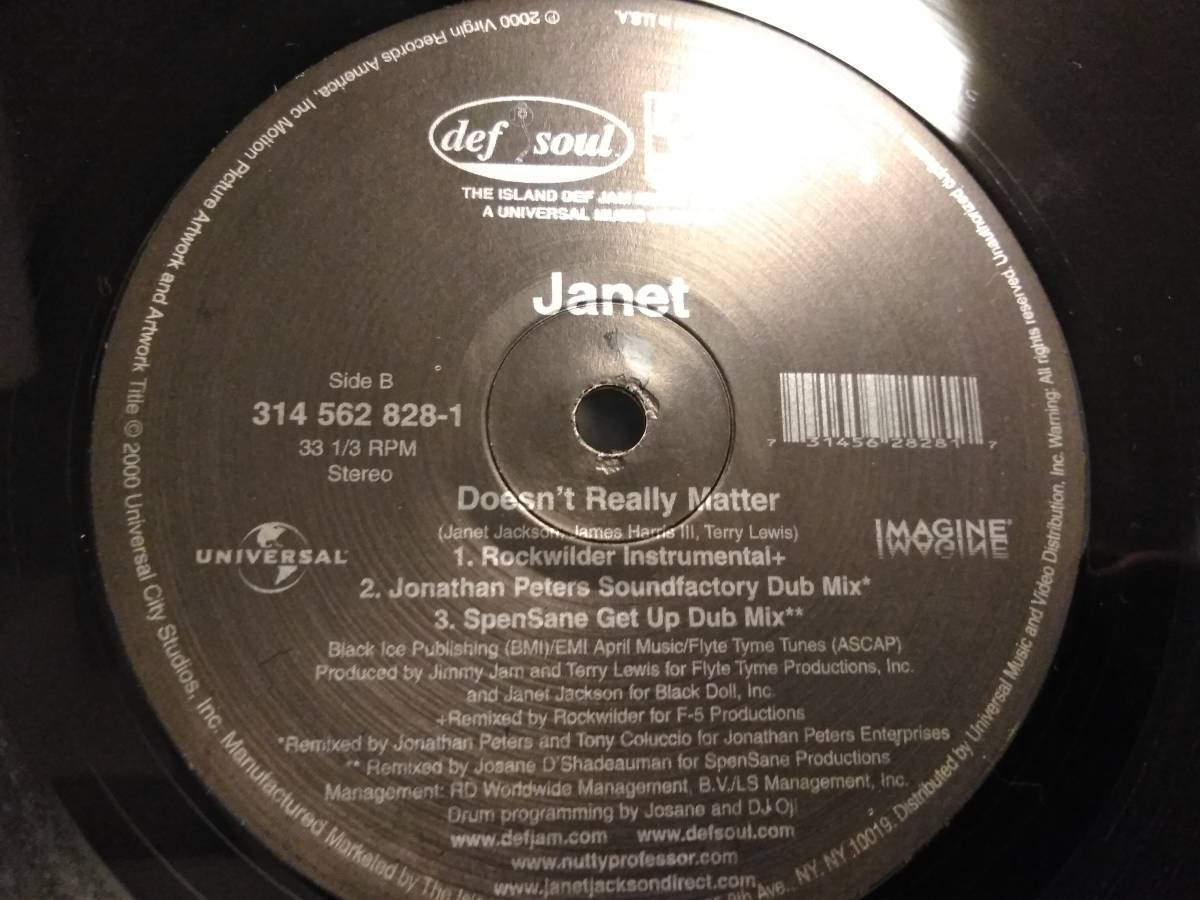 ℗ 2000 Virgin Records America, Inc Motion Picture Artwork and Artwork Title © 2000 Universal City Studios, Inc. Manufactured Marketed by The
9th Ave., NY, NY 10019. Distributed by Universal Music and Video Distribution, Inc. Warning: All rights reserved. Unauthorized
in U.S.A.
def soul
THE ISLAND DEF JAM
A UNIVERSAL MUSIC
Janet
Side B
314 562 828-1
33 1/3 RPM
Stereo
7 31456 28281 7
Doesn't Really Matter
(Janet Jackson, James Harris III, Terry Lewis)
1. Rockwilder Instrumental+
2. Jonathan Peters Soundfactory Dub Mix*
3. SpenSane Get Up Dub Mix**
UNIVERSAL
IMAGINE
Black Ice Publishing (BMI)/EMI April Music/Flyte Tyme Tunes (ASCAP)
Produced by Jimmy Jam and Terry Lewis for Flyte Tyme Productions, Inc.
and Janet Jackson for Black Doll, Inc.
+Remixed by Rockwilder for F-5 Productions
*Remixed by Jonathan Peters and Tony Coluccio for Jonathan Peters Enterprises
** Remixed by Josane D'Shadeauman for SpenSane Productions
Management: RD Worldwide Management, B.V./LS Management, Inc.
Drum programming by Josane and DJ Oji
www.defjam.com www.defsoul.com
www.nuttyprofessor.com
www.janetjacksondirect.com